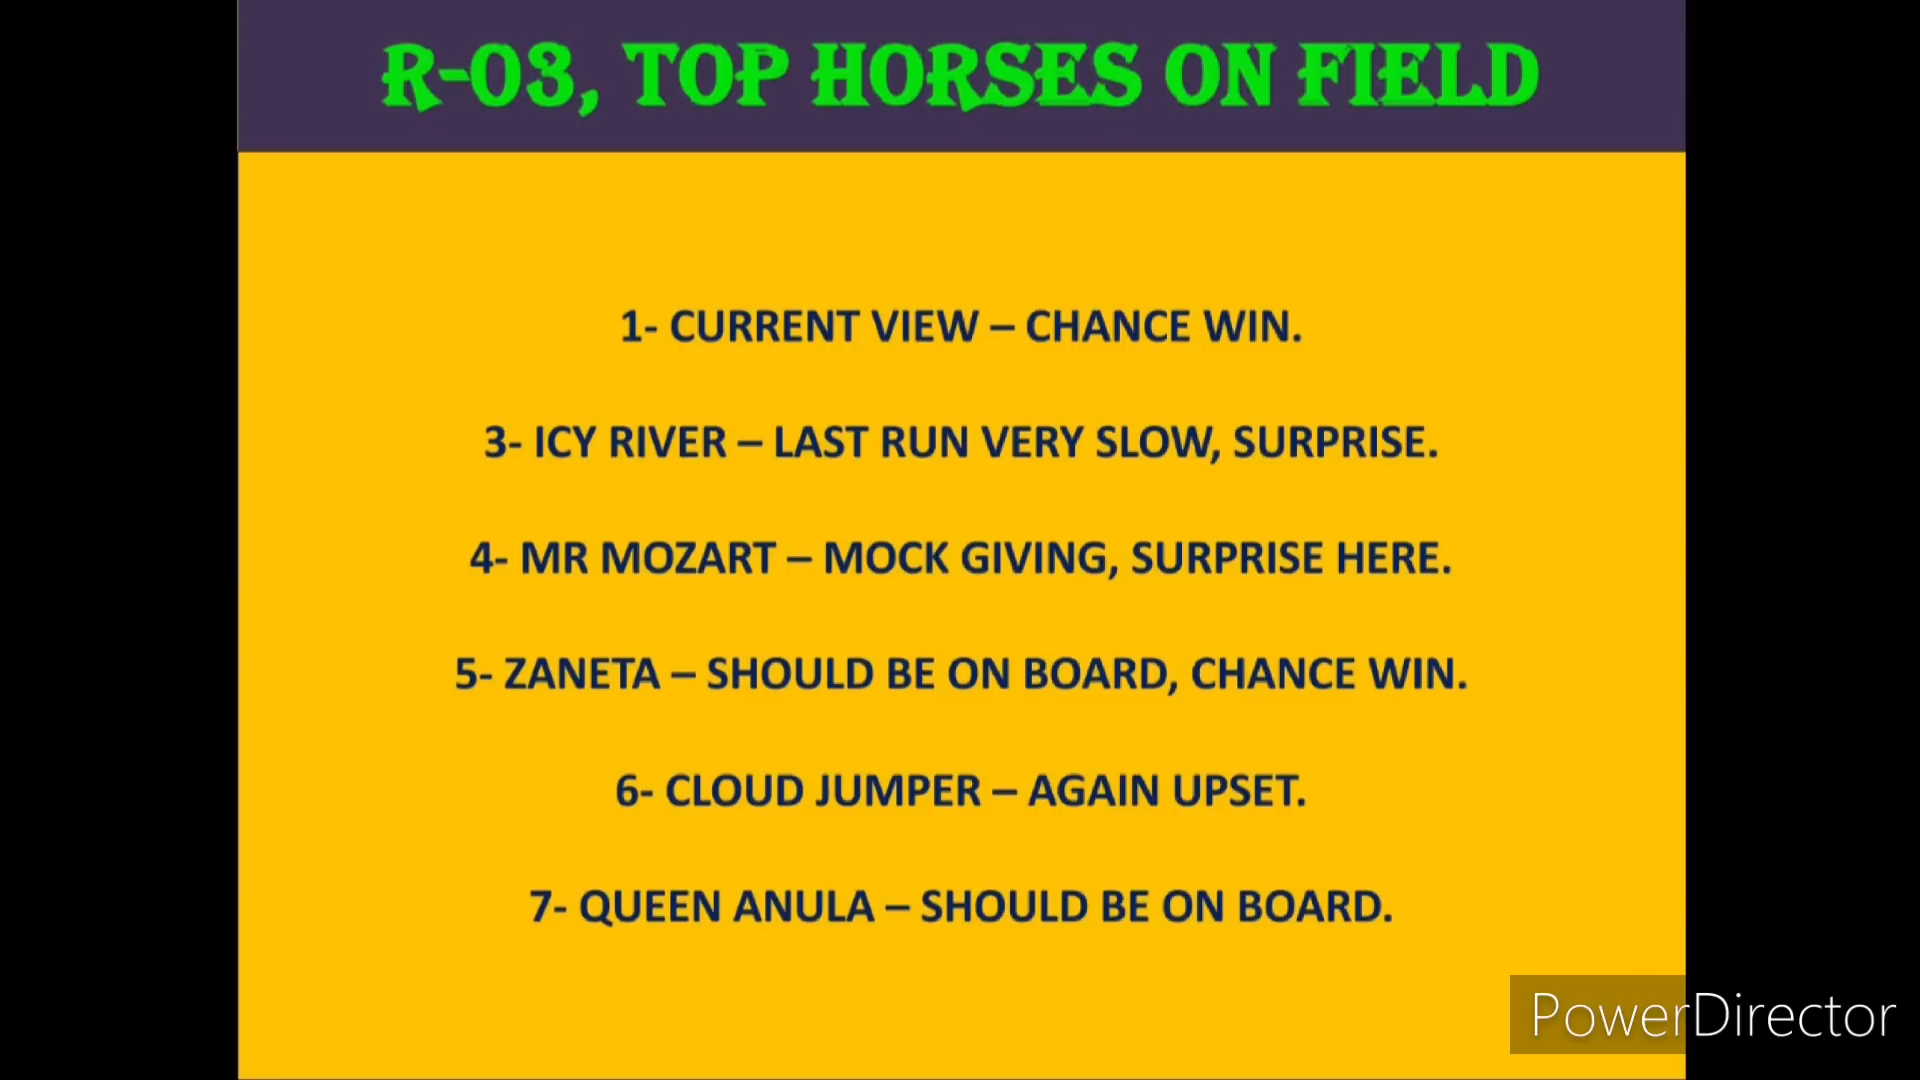 R-03, TOP HORSES ON FIELD
1- CURRENT VIEW – CHANCE WIN.
3- ICY RIVER – LAST RUN VERY SLOW, SURPRISE.
4- MR MOZART – MOCK GIVING, SURPRISE HERE.
5- ZANETA – SHOULD BE ON BOARD, CHANCE WIN.
6- CLOUD JUMPER – AGAIN UPSET.
7- QUEEN ANULA – SHOULD BE ON BOARD.
PowerDirector